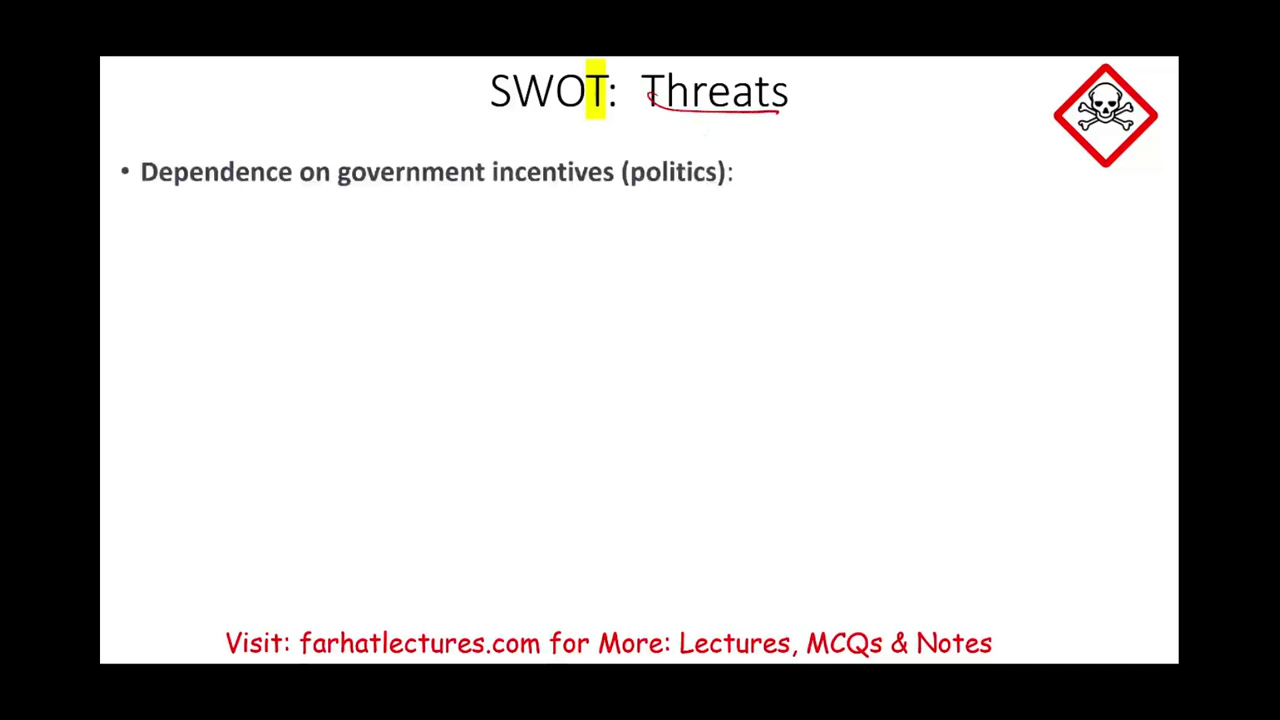 SWOT: Threats
• Dependence on government incentives (politics):
Visit: farhatlectures.com for More: Lectures, MCQs & Notes